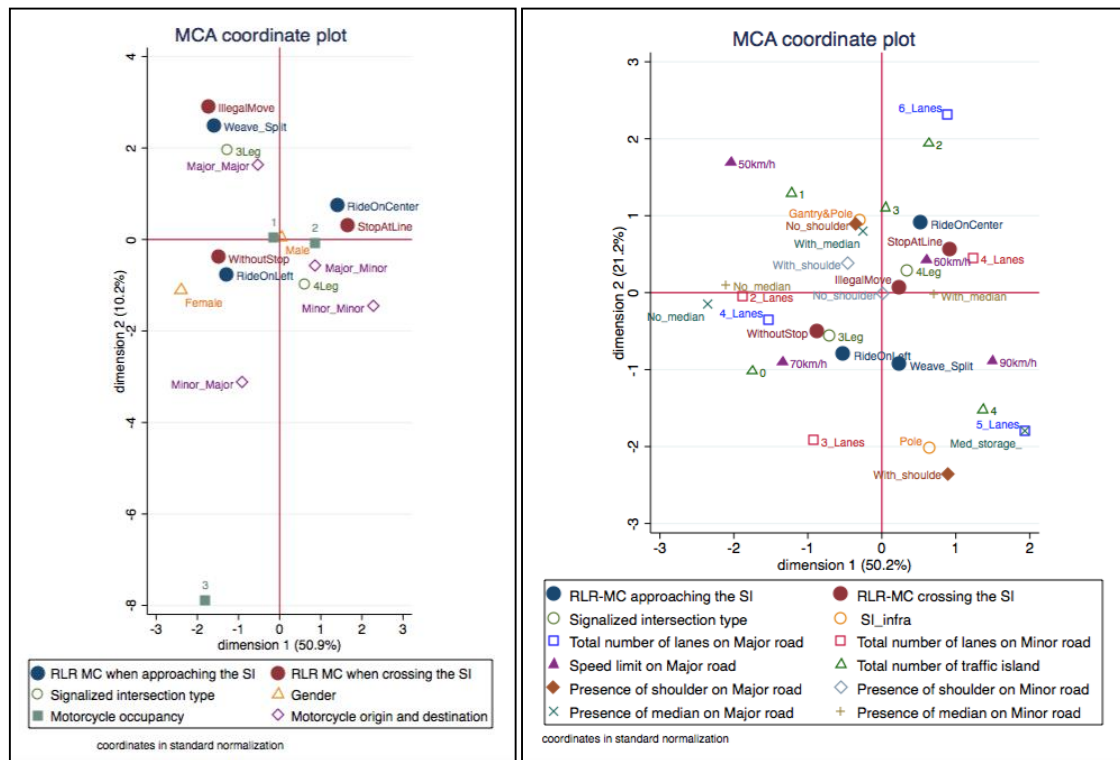 MCA coordinate plot
4
2
0
-2
-4
-6
-8
dimension 2 (10.2%)
IllegalMove
Weave_Split
3Leg
Major_Major
RideOnCenter
1
2
StopAtLine
Male
WithoutStop
RideOnLeft
Major_Minor
4Leg
Female
Minor_Minor
Minor_Major
3
-3 -2 -1 0 1 2 3
dimension 1 (50.9%)
RLR MC when approaching the SI RLR MC when crossing the SI
Signalized intersection type Gender
Motorcycle occupancy Motorcycle origin and destination
coordinates in standard normalization
MCA coordinate plot
3
2
1
0
-1
-2
-3
dimension 2 (21.2%)
6_Lanes
2
50km/h
1
3
Gantry&Pole
No_shoulder
RideOnCenter
With_median
StopAtLine
With_shoulde
60km/h
4_Lanes
4Leg
IllegalMove
No_median
2_Lanes
No_shoulder
With_median
No_median
4_Lanes
WithoutStop
3Leg
RideOnLeft
70km/h
Weave_Split
90km/h
0
4
5_Lanes
3_Lanes
Pole
Med_storage_
With_shoulde
-3 -2 -1 0 1 2
dimension 1 (50.2%)
RLR-MC approaching the SI RLR-MC crossing the SI
Signalized intersection type SI_infra
Total number of lanes on Major road Total number of lanes on Minor road
Speed limit on Major road Total number of traffic island
Presence of shoulder on Major road Presence of shoulder on Minor road
Presence of median on Major road Presence of median on Minor road
coordinates in standard normalization